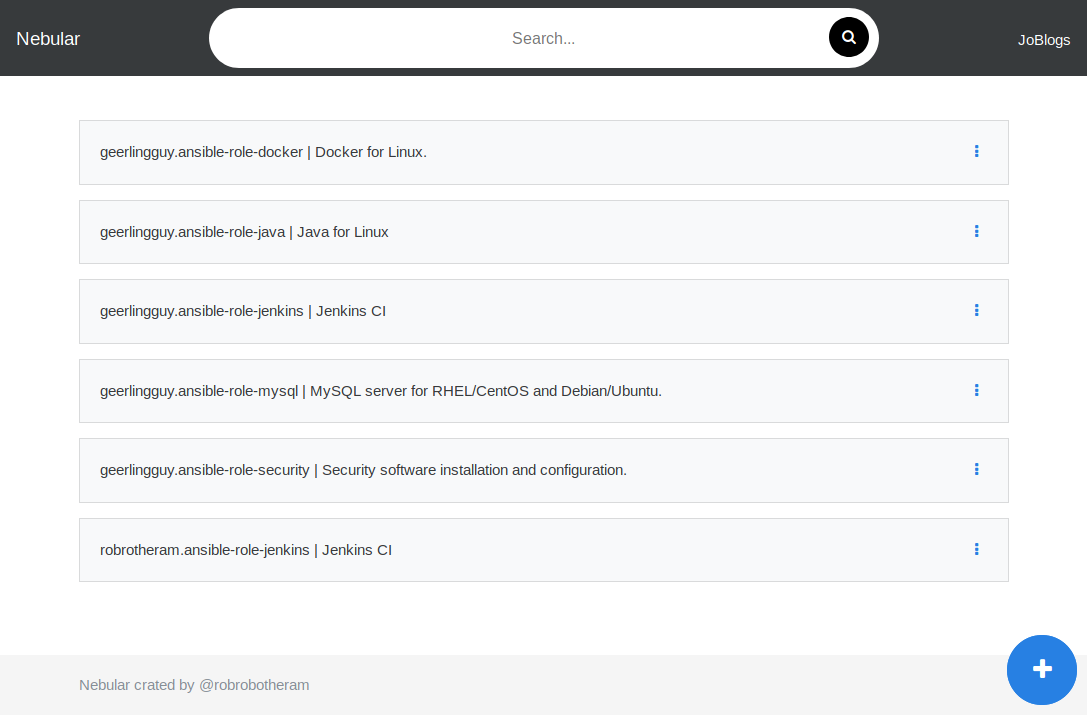 Nebular
Search...
JoBlogs
geerlingguy.ansible-role-docker | Docker for Linux.
geerlingguy.ansible-role-java | Java for Linux
geerlingguy.ansible-role-jenkins | Jenkins CI
geerlingguy.ansible-role-mysql | MySQL server for RHEL/CentOS and Debian/Ubuntu.
geerlingguy.ansible-role-security | Security software installation and configuration.
robrotheram.ansible-role-jenkins | Jenkins CI
Nebular crated by @robrobotheram